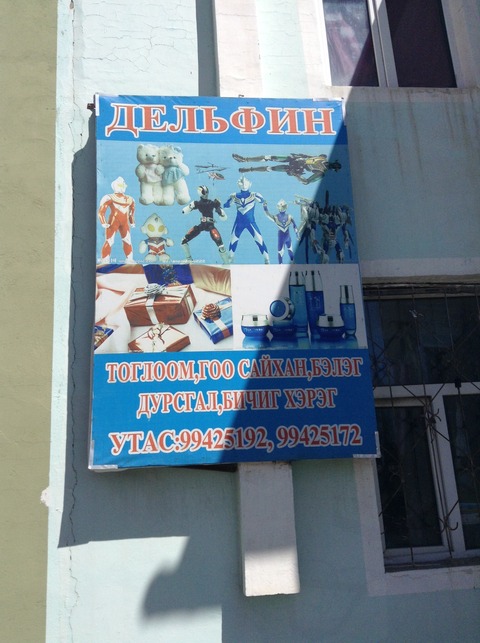 ДЕЛЬФИН
ТОГЛООМ,ГОО САЙХАН,БЭЛЭГ
ДУРСГАЛ,БИЧИГ ХЭРЭГ
УТАС:99425192, 99425172